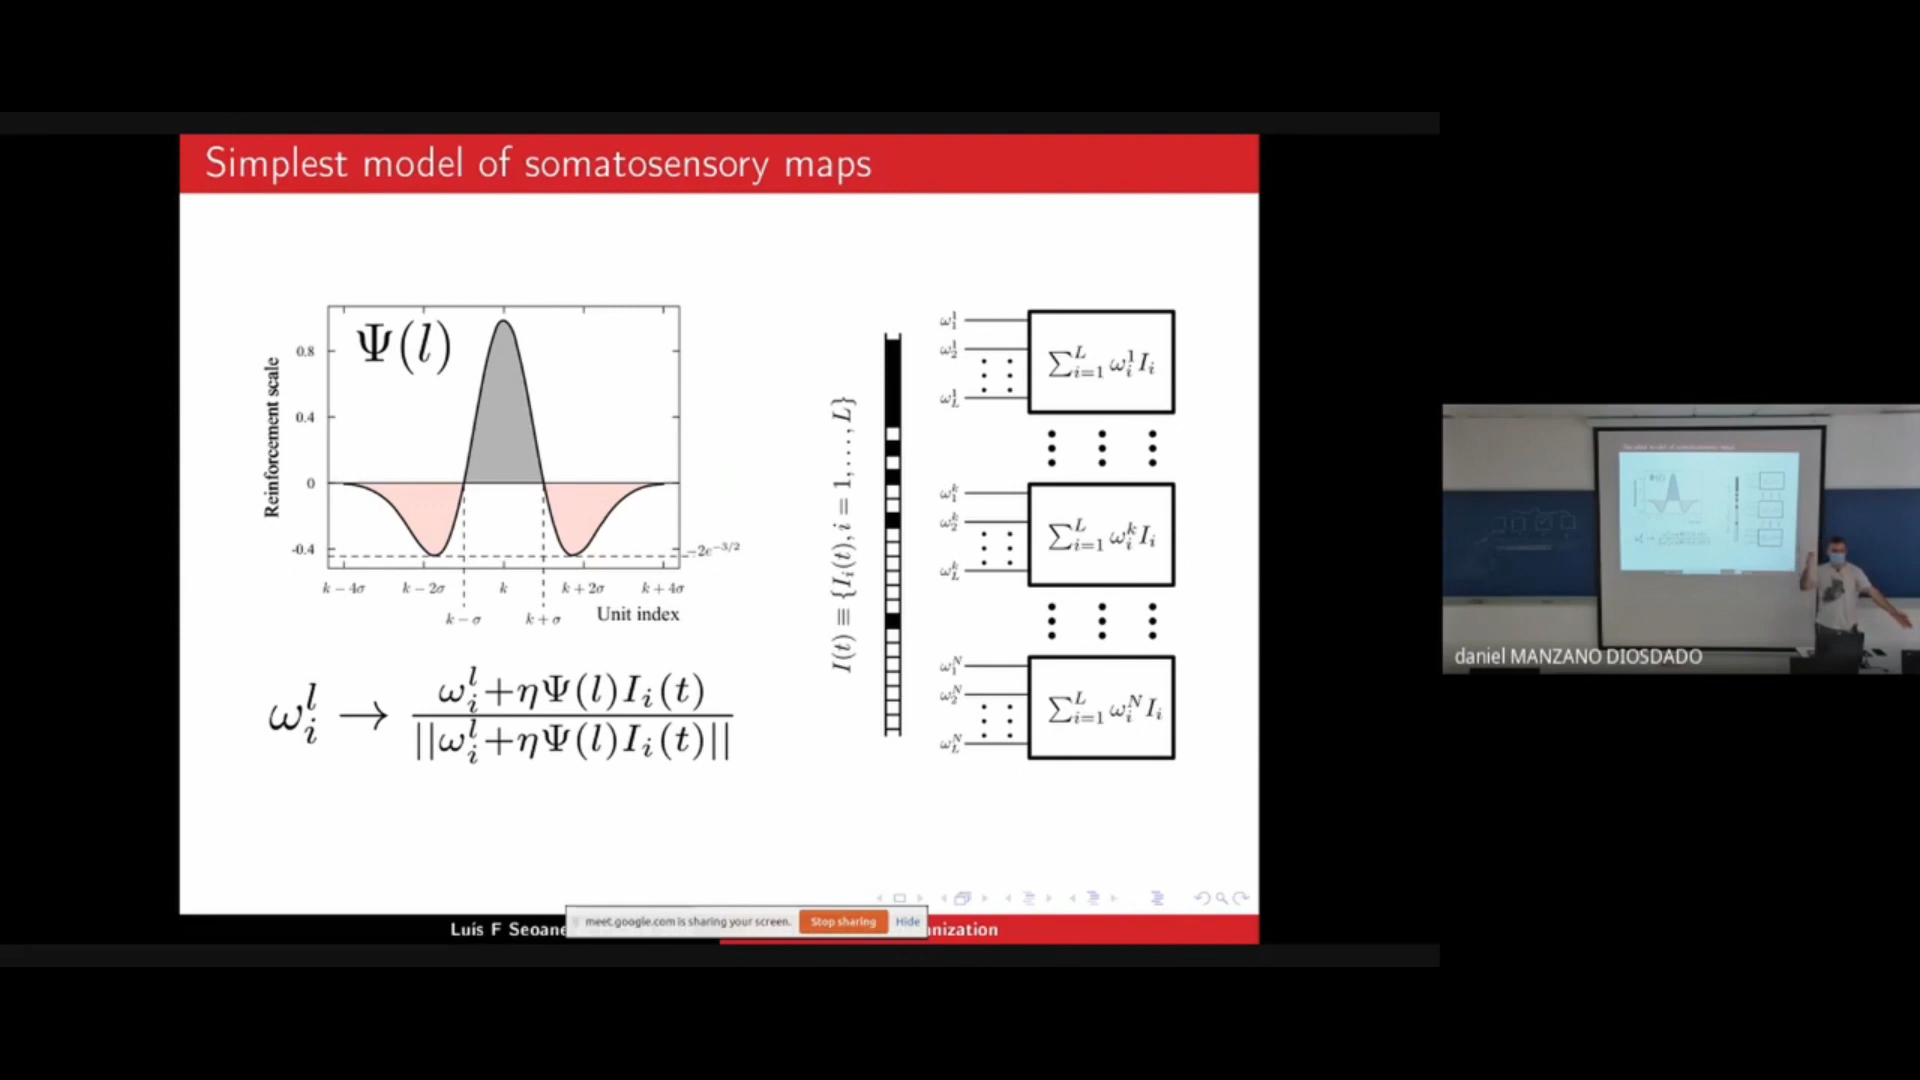 Simplest model of somatosensory maps
Ψ(l)
Reinforcement scale
0.8
0.4
0
-0.4
−2e^{−3/2}
k − 4σ k − 2σ k k + 2σ k + 4σ
k − σ k + σ
Unit index
ω_i^l → (ω_i^l + ηΨ(l)I_i(t)) / ||ω_i^l + ηΨ(l)I_i(t)||
I(t) ≡ {I_i(t), i = 1, . . . , L}
ω_1^1
ω_2^1
ω_L^1
∑_{i=1}^L ω_i^1 I_i
ω_1^k
ω_2^k
ω_L^k
∑_{i=1}^L ω_i^k I_i
ω_1^N
ω_2^N
ω_L^N
∑_{i=1}^L ω_i^N I_i
Luís F Seoane
meet.google.com is sharing your screen. Stop sharing Hide
nization
daniel MANZANO DIOSDADO